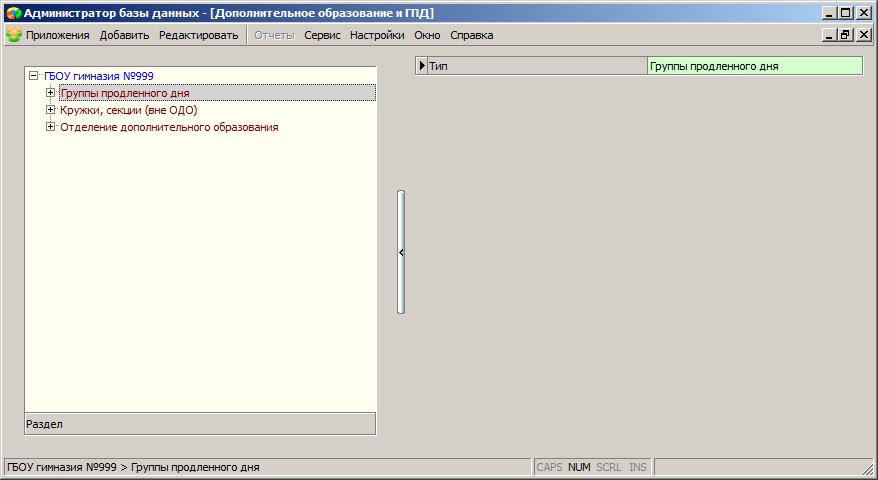 Администратор базы данных - [Дополнительное образование и ГПД]
Приложения Добавить Редактировать Отчеты Сервис Настройки Окно Справка
ГБОУ гимназия №999
Группы продленного дня
Кружки, секции (вне ОДО)
Отделение дополнительного образования
Раздел
Тип Группы продленного дня
ГБОУ гимназия №999 > Группы продленного дня CAPS NUM SCRL INS